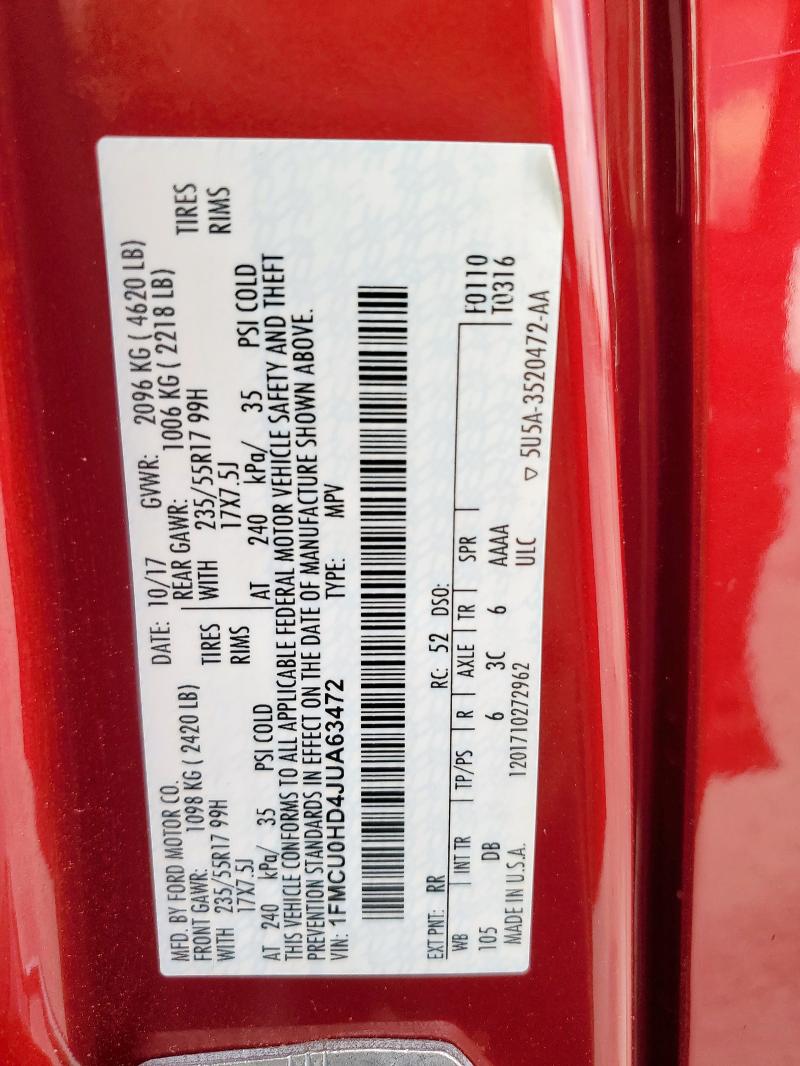 MFD. BY FORD MOTOR CO. DATE: 10/17 GVWR: 2096 KG ( 4620 LB)
FRONT GAWR: 1098 KG ( 2420 LB) REAR GAWR: 1006 KG ( 2218 LB)
WITH 235/55R17 99H TIRES WITH 235/55R17 99H TIRES
17X7.5J RIMS 17X7.5J RIMS
AT 240 kPa/ 35 PSI COLD AT 240 kPa/ 35 PSI COLD
THIS VEHICLE CONFORMS TO ALL APPLICABLE FEDERAL MOTOR VEHICLE SAFETY AND THEFT
PREVENTION STANDARDS IN EFFECT ON THE DATE OF MANUFACTURE SHOWN ABOVE.
VIN: 1FMCU0HD4JUA63472 TYPE: MPV
EXT PNT: RR RC: 52 DSO: F0110
WB INT TR TP/PS R AXLE TR SPR T0316
105 DB 6 3C 6 AAAA
MADE IN U.S.A. 1201710272962 ULC
▽ 5U5A-3520472-AA